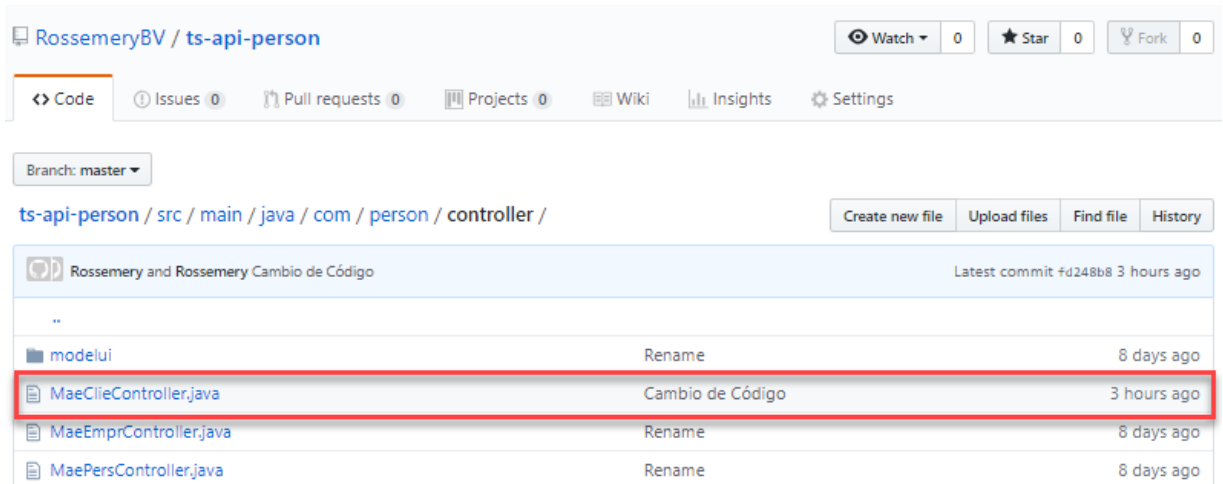 RossemeryBV / ts-api-person Watch 0 Star 0 Fork 0
<> Code Issues 0 Pull requests 0 Projects 0 Wiki Insights Settings
Branch: master
ts-api-person / src / main / java / com / person / controller / Create new file Upload files Find file History
Rossemery and Rossemery Cambio de Código Latest commit fd248b8 3 hours ago
..
modelui Rename 8 days ago
MaeClieController.java Cambio de Código 3 hours ago
MaeEmprController.java Rename 8 days ago
MaePersController.java Rename 8 days ago